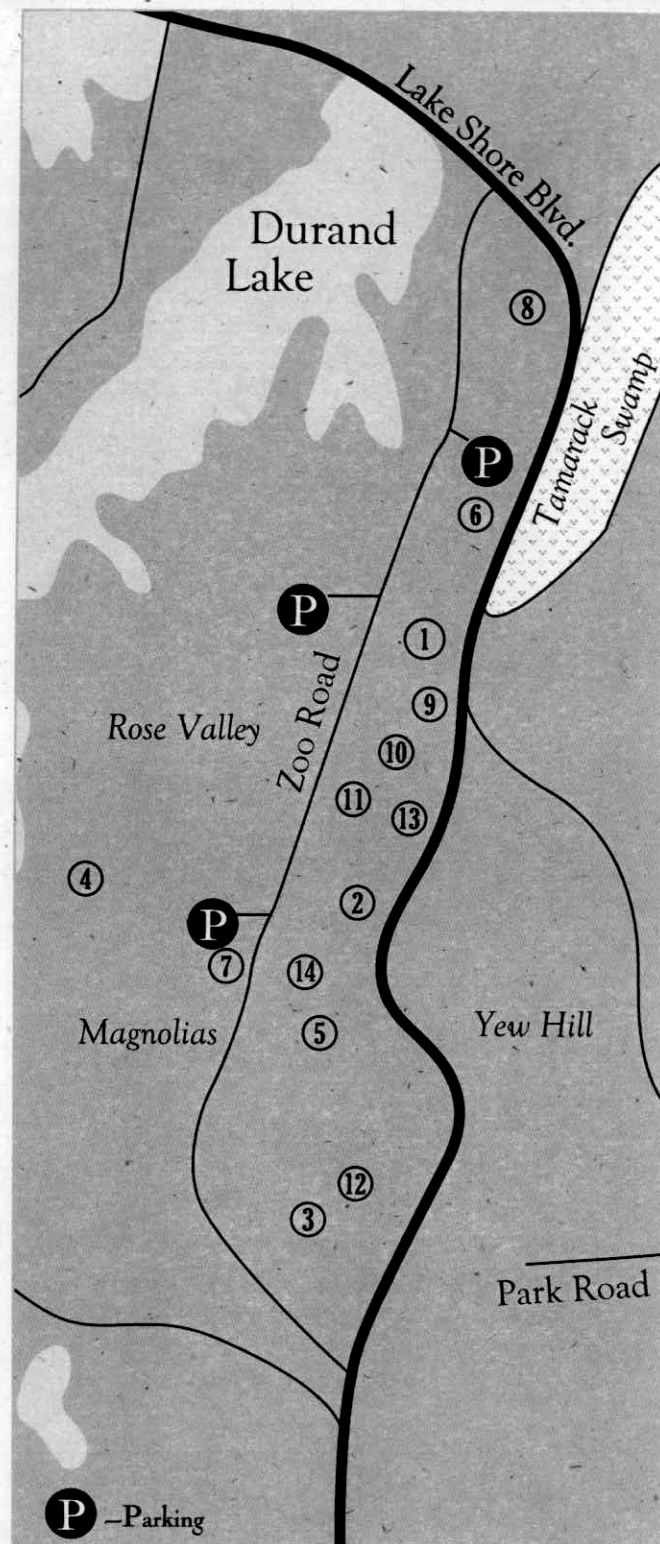 Lake Shore Blvd.
Durand
Lake
8
Tamarack
Swamp
P
6
P
1
Zoo Road
9
Rose Valley
10
11
13
4
2
P
7
14
Magnolias
5
Yew Hill
12
3
Park Road
P –Parking